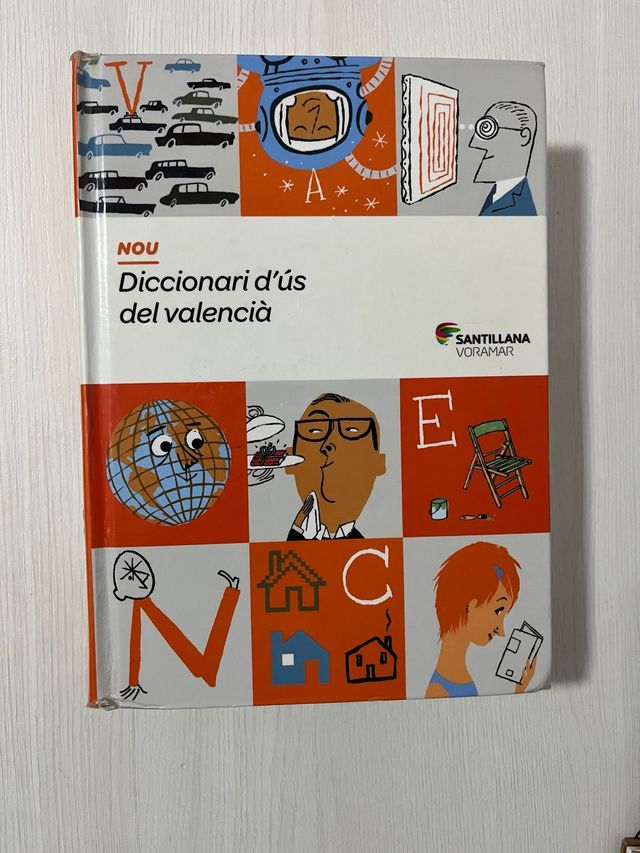 V
A
NOU
Diccionari d'ús
del valencià
SANTILLANA
VORAMAR
E
N
C